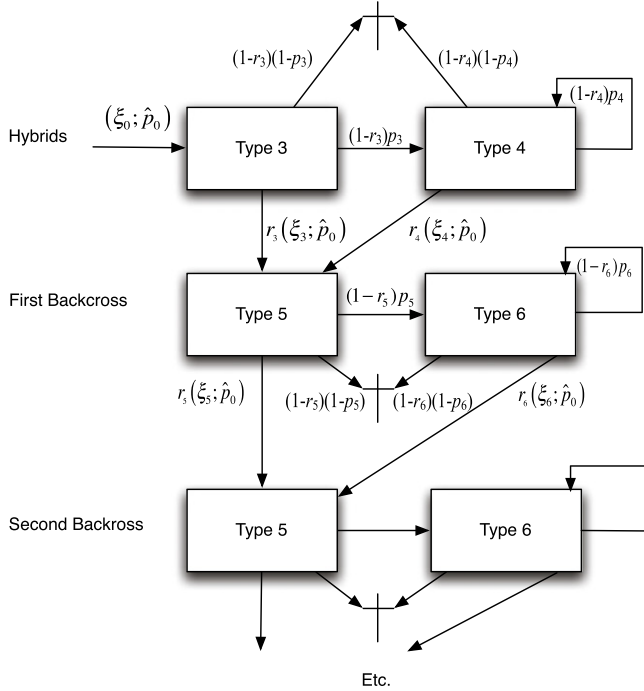 (1-r₃)(1-p₃)
(1-r₄)(1-p₄)
(1-r₄)p₄
Hybrids
(ξ₀; p̂₀)
Type 3
(1-r₃)p₃
Type 4
r₃(ξ₃; p̂₀)
r₄(ξ₄; p̂₀)
(1-r₆)p₆
First Backcross
Type 5
(1-r₅)p₅
Type 6
r₅(ξ₅; p̂₀)
(1-r₅)(1-p₅)
(1-r₆)(1-p₆)
r₆(ξ₆; p̂₀)
Second Backross
Type 5
Type 6
Etc.